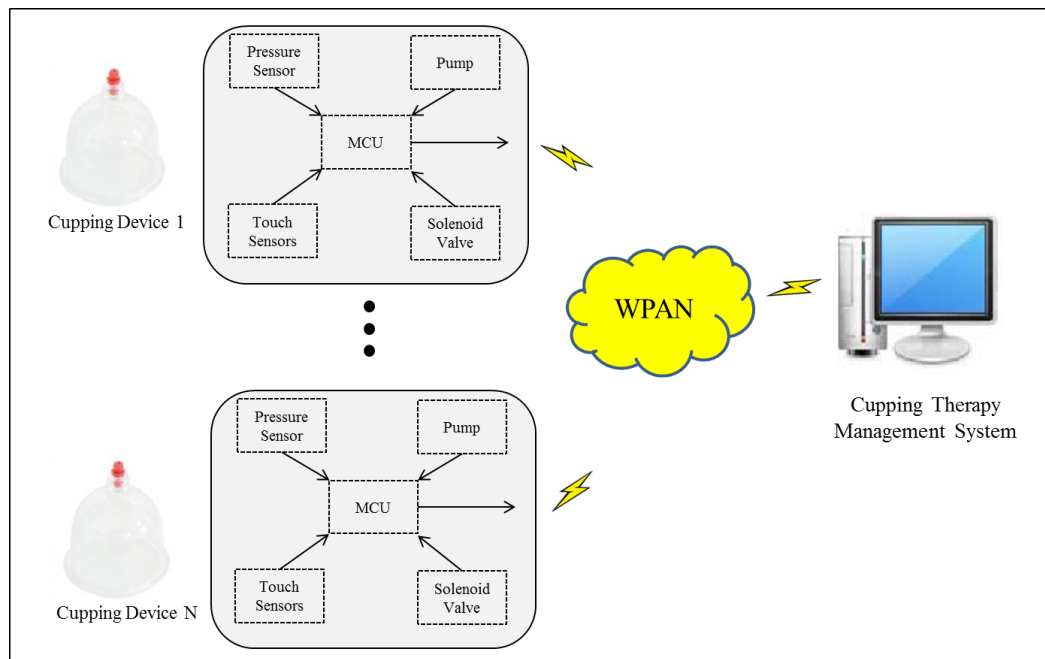 Pressure
Sensor
Pump
MCU
Touch
Sensors
Solenoid
Valve
Cupping Device 1
WPAN
Cupping Therapy
Management System
Pressure
Sensor
Pump
MCU
Touch
Sensors
Solenoid
Valve
Cupping Device N